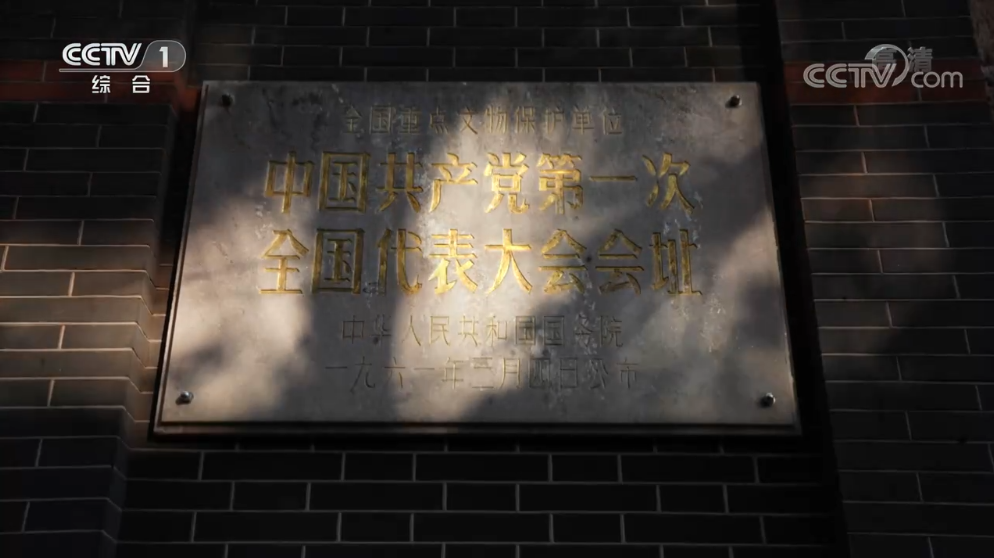 CCTV 1
综合
高清
CCTV.com
全国重点文物保护单位
中国共产党第一次
全国代表大会会址
中华人民共和国国务院
一九六一年三月四日公布